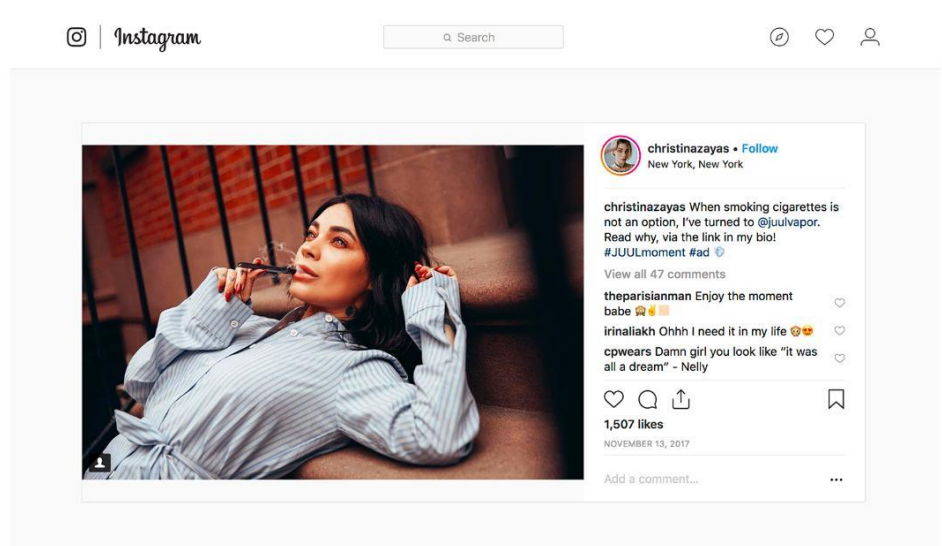 Instagram
Search
christinazayas • Follow
New York, New York
christinazayas When smoking cigarettes is
not an option, I've turned to @juulvapor.
Read why, via the link in my bio!
#JUULmoment #ad
View all 47 comments
theparisianman Enjoy the moment
babe
irinaliakh Ohhh I need it in my life
cpwears Damn girl you look like "it was
all a dream" - Nelly
1,507 likes
NOVEMBER 13, 2017
Add a comment...